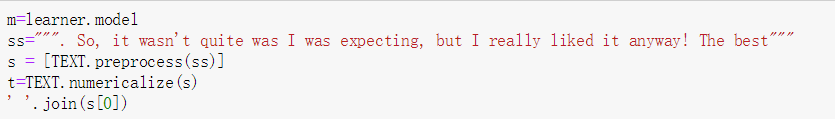 m=learner.model
ss=""". So, it wasn't quite was I was expecting, but I really liked it anyway! The best"""
s = [TEXT.preprocess(ss)]
t=TEXT.numericalize(s)
' '.join(s[0])